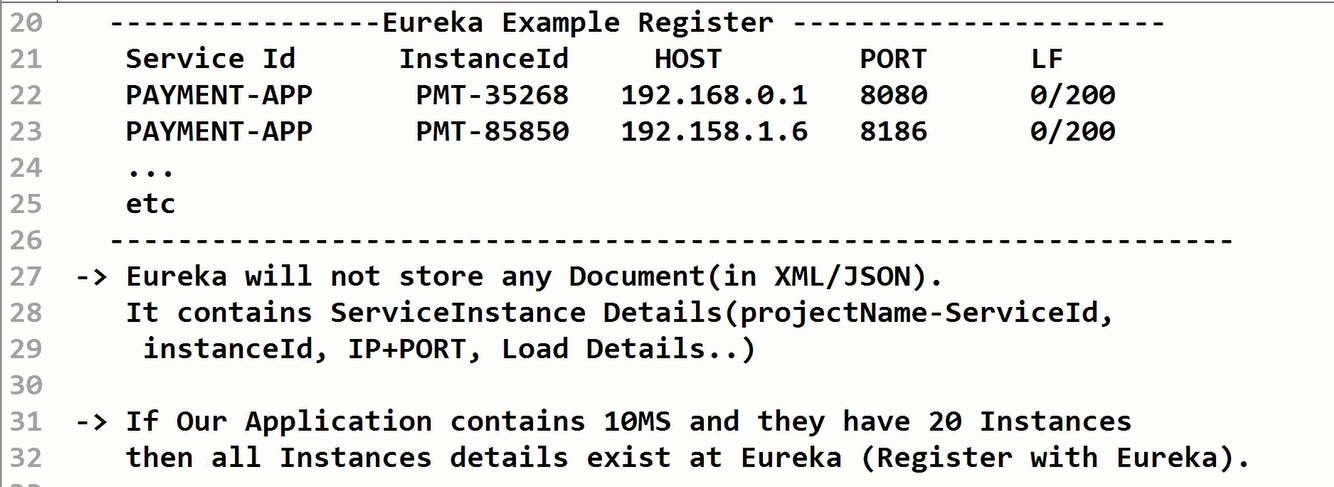 20 ----------------Eureka Example Register ----------------------
21 Service Id InstanceId HOST PORT LF
22 PAYMENT-APP PMT-35268 192.168.0.1 8080 0/200
23 PAYMENT-APP PMT-85850 192.158.1.6 8186 0/200
24 ...
25 etc
26 ------------------------------------------------------------------
27 -> Eureka will not store any Document(in XML/JSON).
28 It contains ServiceInstance Details(projectName-ServiceId,
29 instanceId, IP+PORT, Load Details..)
30
31 -> If Our Application contains 10MS and they have 20 Instances
32 then all Instances details exist at Eureka (Register with Eureka).